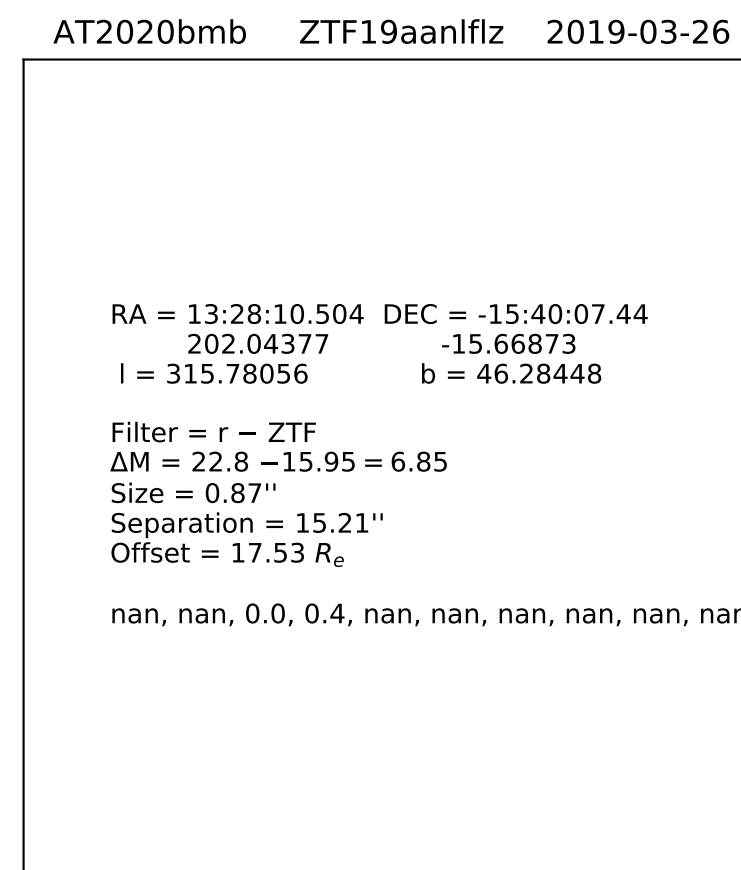 AT2020bmb ZTF19aanlflz 2019-03-26
RA = 13:28:10.504 DEC = -15:40:07.44
202.04377 -15.66873
l = 315.78056 b = 46.28448
Filter = r − ZTF
ΔM = 22.8 −15.95 = 6.85
Size = 0.87''
Separation = 15.21''
Offset = 17.53 Re
nan, nan, 0.0, 0.4, nan, nan, nan, nan, nan,